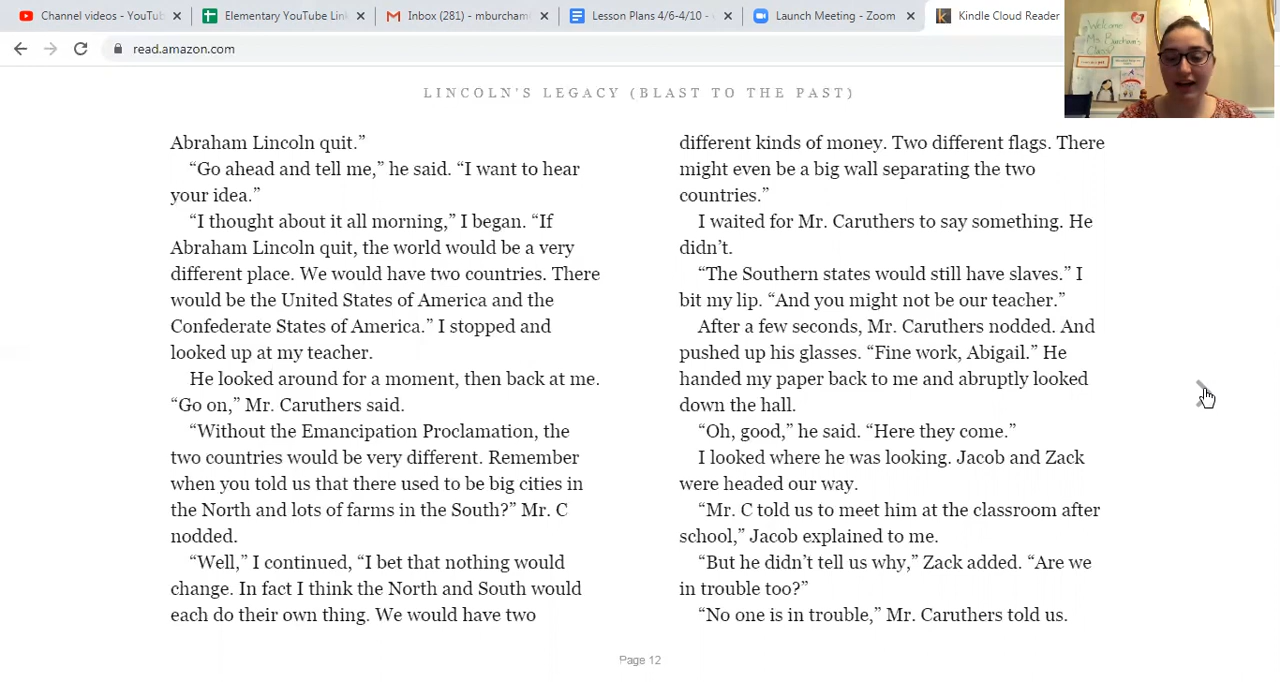 Channel videos - YouTub
Elementary YouTube Lin
Inbox (281) - mburcham
Lesson Plans 4/6-4/10 -
Launch Meeting - Zoom
Kindle Cloud Reader
read.amazon.com
Welcome
Class
LINCOLN'S LEGACY (BLAST TO THE PAST)
Abraham Lincoln quit.”
“Go ahead and tell me,” he said. “I want to hear
your idea.”
“I thought about it all morning,” I began. “If
Abraham Lincoln quit, the world would be a very
different place. We would have two countries. There
would be the United States of America and the
Confederate States of America.” I stopped and
looked up at my teacher.
He looked around for a moment, then back at me.
“Go on,” Mr. Caruthers said.
“Without the Emancipation Proclamation, the
two countries would be very different. Remember
when you told us that there used to be big cities in
the North and lots of farms in the South?” Mr. C
nodded.
“Well,” I continued, “I bet that nothing would
change. In fact I think the North and South would
each do their own thing. We would have two
different kinds of money. Two different flags. There
might even be a big wall separating the two
countries.”
I waited for Mr. Caruthers to say something. He
didn’t.
“The Southern states would still have slaves.” I
bit my lip. “And you might not be our teacher.”
After a few seconds, Mr. Caruthers nodded. And
pushed up his glasses. “Fine work, Abigail.” He
handed my paper back to me and abruptly looked
down the hall.
“Oh, good,” he said. “Here they come.”
I looked where he was looking. Jacob and Zack
were headed our way.
“Mr. C told us to meet him at the classroom after
school,” Jacob explained to me.
“But he didn’t tell us why,” Zack added. “Are we
in trouble too?”
“No one is in trouble,” Mr. Caruthers told us.
Page 12